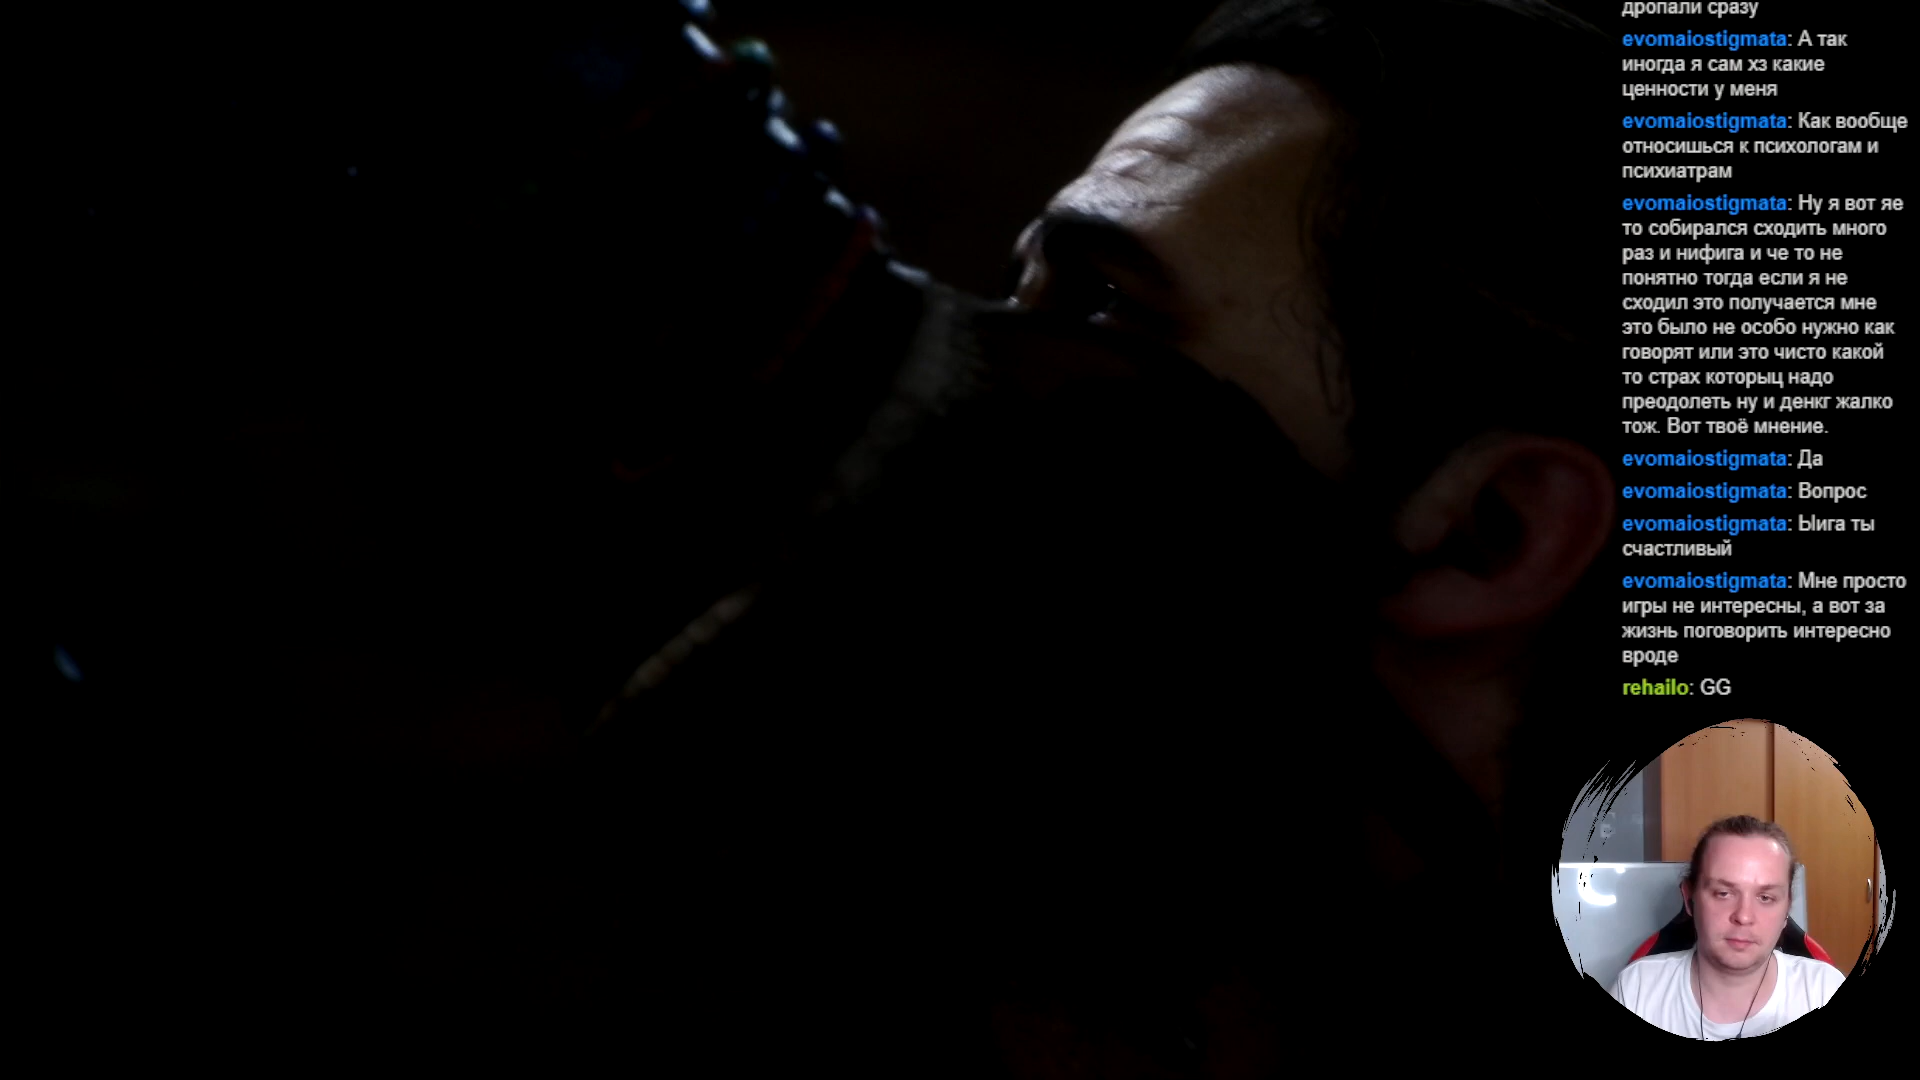 дропали сразу
evomaiostigmata: А так
иногда я сам хз какие
ценности у меня
evomaiostigmata: Как вообще
относишься к психологам и
психиатрам
evomaiostigmata: Ну я вот яе
то собирался сходить много
раз и нифига и че то не
понятно тогда если я не
сходил это получается мне
это было не особо нужно как
говорят или это чисто какой
то страх которыц надо
преодолеть ну и денкг жалко
тож. Вот твоё мнение.
evomaiostigmata: Да
evomaiostigmata: Вопрос
evomaiostigmata: Ыига ты
счастливый
evomaiostigmata: Мне просто
игры не интересны, а вот за
жизнь поговорить интересно
вроде
rehailo: GG